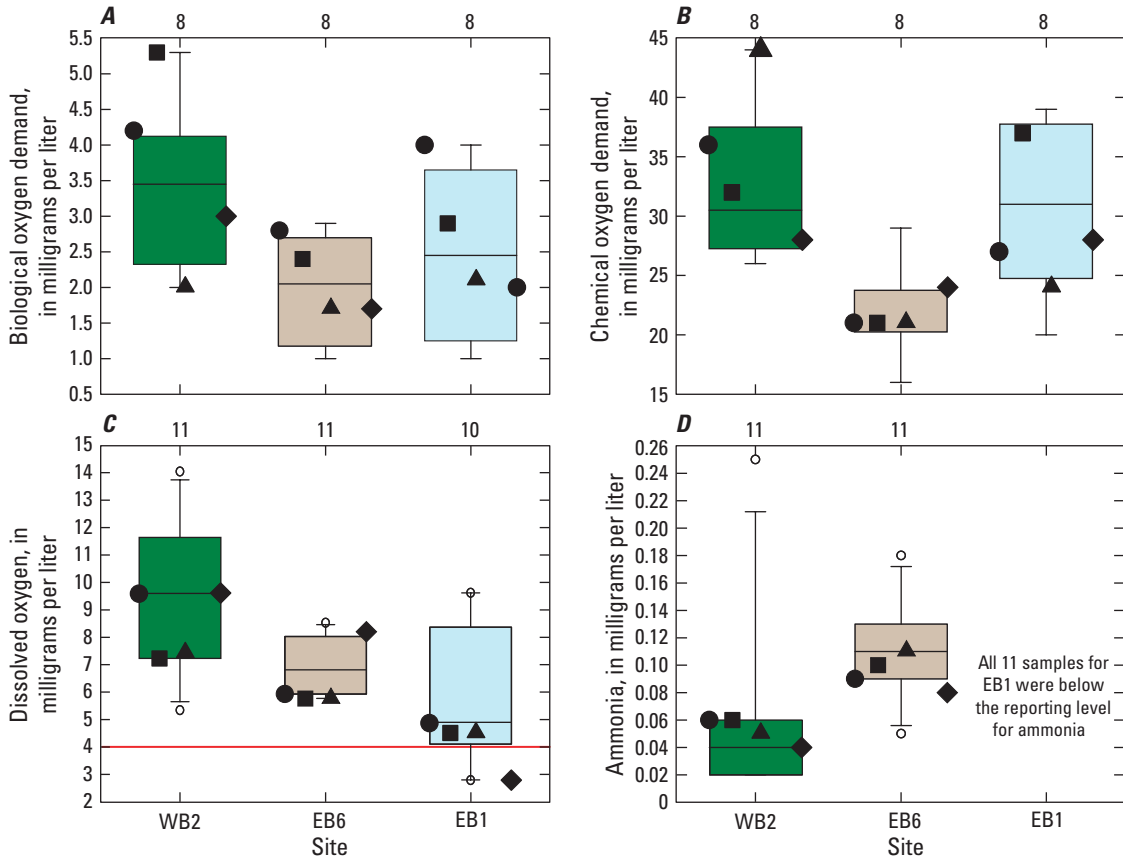 A
8 8 8
5.5
5.0
4.5
4.0
3.5
3.0
2.5
2.0
1.5
1.0
0.5
Biological oxygen demand,
in milligrams per liter
B
8 8 8
45
40
35
30
25
20
15
Chemical oxygen demand,
in milligrams per liter
C
11 11 10
15
14
13
12
11
10
9
8
7
6
5
4
3
2
Dissolved oxygen, in
milligrams per liter
WB2 EB6 EB1
Site
D
11 11
0.26
0.24
0.22
0.20
0.18
0.16
0.14
0.12
0.10
0.08
0.06
0.04
0.02
0
Ammonia, in milligrams per liter
All 11 samples for
EB1 were below
the reporting level
for ammonia
WB2 EB6 EB1
Site